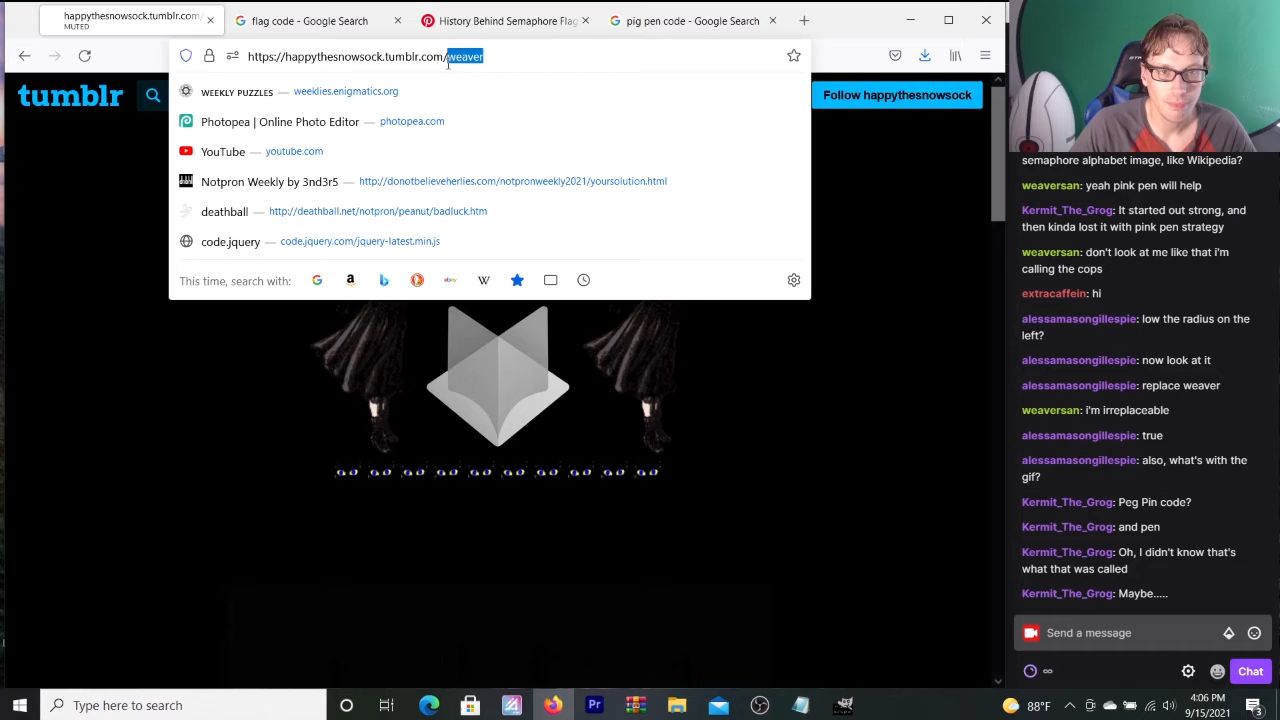 happythesnowsock.tumblr.com/
MUTED
flag code - Google Search
History Behind Semaphore Flag
pig pen code - Google Search
https://happythesnowsock.tumblr.com/weaver
tumblr
Follow happythesnowsock
WEEKLY PUZZLES — weeklies.enigmatics.org
Photopea | Online Photo Editor — photopea.com
YouTube — youtube.com
Notpron Weekly by 3nd3r5 — http://donotbelieveherlies.com/notpronweekly2021/yoursolution.html
deathball — http://deathball.net/notpron/peanut/badluck.htm
code.jquery — code.jquery.com/jquery-latest.min.js
This time, search with:
semaphore alphabet image, like Wikipedia?
weaversan: yeah pink pen will help
Kermit_The_Grog: It started out strong, and
then kinda lost it with pink pen strategy
weaversan: don't look at me like that i'm
calling the cops
extracaffein: hi
alessamasongillespie: low the radius on the
left?
alessamasongillespie: now look at it
alessamasongillespie: replace weaver
weaversan: i'm irreplaceable
alessamasongillespie: true
alessamasongillespie: also, what's with the
gif?
Kermit_The_Grog: Peg Pin code?
Kermit_The_Grog: and pen
Kermit_The_Grog: Oh, I didn't know that's
what that was called
Kermit_The_Grog: Maybe.....
Send a message
Chat
Type here to search
88°F
4:06 PM
9/15/2021